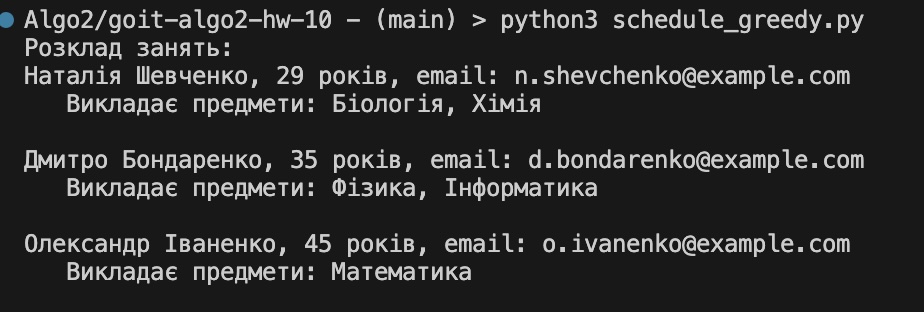 Algo2/goit-algo2-hw-10 - (main) > python3 schedule_greedy.py
Розклад занять:
Наталія Шевченко, 29 років, email: n.shevchenko@example.com
Викладає предмети: Біологія, Хімія
Дмитро Бондаренко, 35 років, email: d.bondarenko@example.com
Викладає предмети: Фізика, Інформатика
Олександр Іваненко, 45 років, email: o.ivanenko@example.com
Викладає предмети: Математика